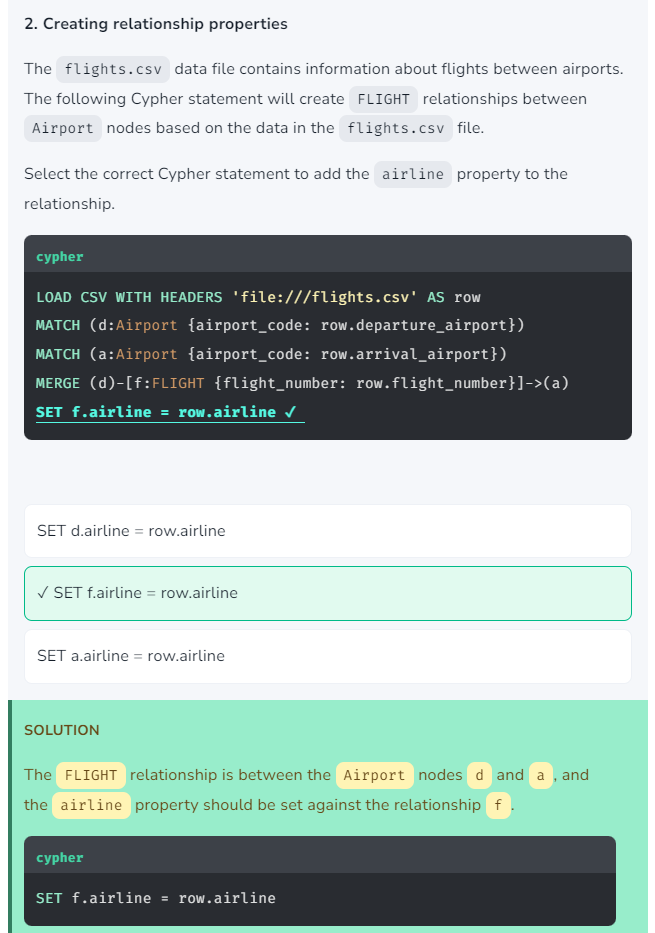 2. Creating relationship properties
The flights.csv data file contains information about flights between airports.
The following Cypher statement will create FLIGHT relationships between
Airport nodes based on the data in the flights.csv file.
Select the correct Cypher statement to add the airline property to the
relationship.
cypher
LOAD CSV WITH HEADERS 'file:///flights.csv' AS row
MATCH (d:Airport {airport_code: row.departure_airport})
MATCH (a:Airport {airport_code: row.arrival_airport})
MERGE (d)-[f:FLIGHT {flight_number: row.flight_number}]->(a)
SET f.airline = row.airline ✓
SET d.airline = row.airline
✓ SET f.airline = row.airline
SET a.airline = row.airline
SOLUTION
The FLIGHT relationship is between the Airport nodes d and a, and
the airline property should be set against the relationship f.
cypher
SET f.airline = row.airline